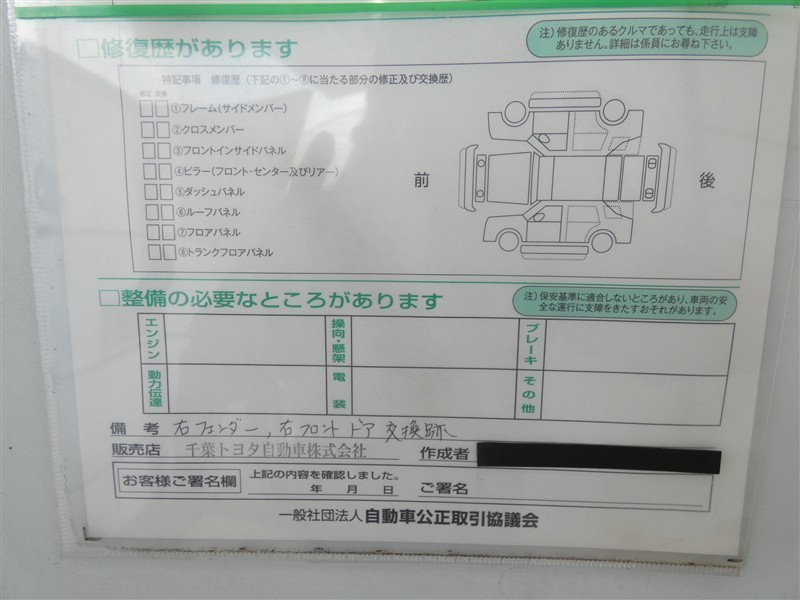 □修復歴があります
注)修復歴のあるクルマであっても、走行上は支障
ありません。詳細は係員にお尋ね下さい。
特記事項 修復歴(下記の①〜⑧に当たる部分の修正及び交換歴)
修正 交換
①フレーム(サイドメンバー)
②クロスメンバー
③フロントインサイドパネル
④ピラー(フロント・センター及びリアー)
⑤ダッシュパネル
⑥ルーフパネル
⑦フロアパネル
⑧トランクフロアパネル
前
後
□整備の必要なところがあります
注)保安基準に適合しないところがあり、車両の安
全な運行に支障をきたすおそれがあります。
エンジン
操向・懸架
ブレーキ
動力伝達
電装
その他
備考 右フェンダー,右フロントドア 交換跡
販売店 千葉トヨタ自動車株式会社 作成者
お客様ご署名欄
上記の内容を確認しました。
年 月 日 ご署名
一般社団法人 自動車公正取引協議会